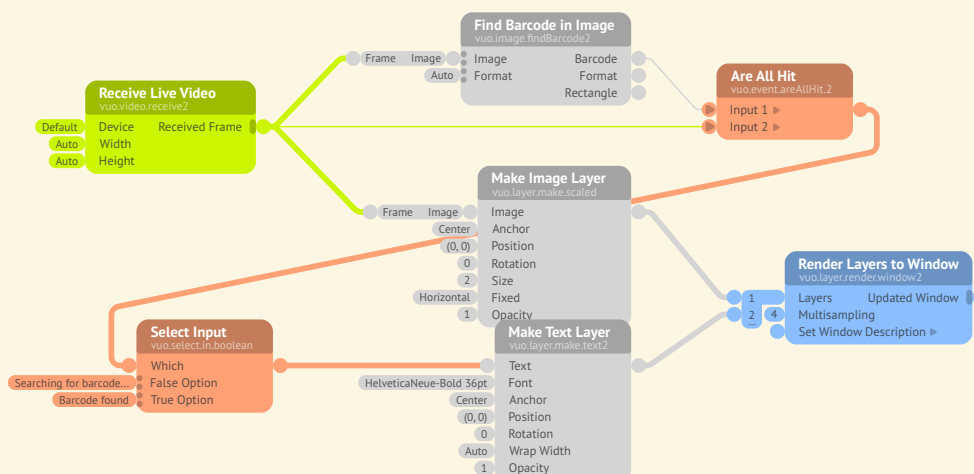 Find Barcode in Image
vuo.image.findBarcode2
Frame Image Image Barcode
Auto Format Format
Rectangle
Are All Hit
vuo.event.areAllHit.2
Input 1
Input 2
Receive Live Video
vuo.video.receive2
Default Device Received Frame
Auto Width
Auto Height
Make Image Layer
vuo.layer.make.scaled
Frame Image Image
Center Anchor
(0, 0) Position
0 Rotation
2 Size
Horizontal Fixed
1 Opacity
Render Layers to Window
vuo.layer.render.window2
1 Layers Updated Window
2 4 Multisampling
Set Window Description
Select Input
vuo.select.in.boolean
Which
Searching for barcode... False Option
Barcode found True Option
Make Text Layer
vuo.layer.make.text2
Text
HelveticaNeue-Bold 36pt Font
Center Anchor
(0, 0) Position
0 Rotation
Auto Wrap Width
1 Opacity